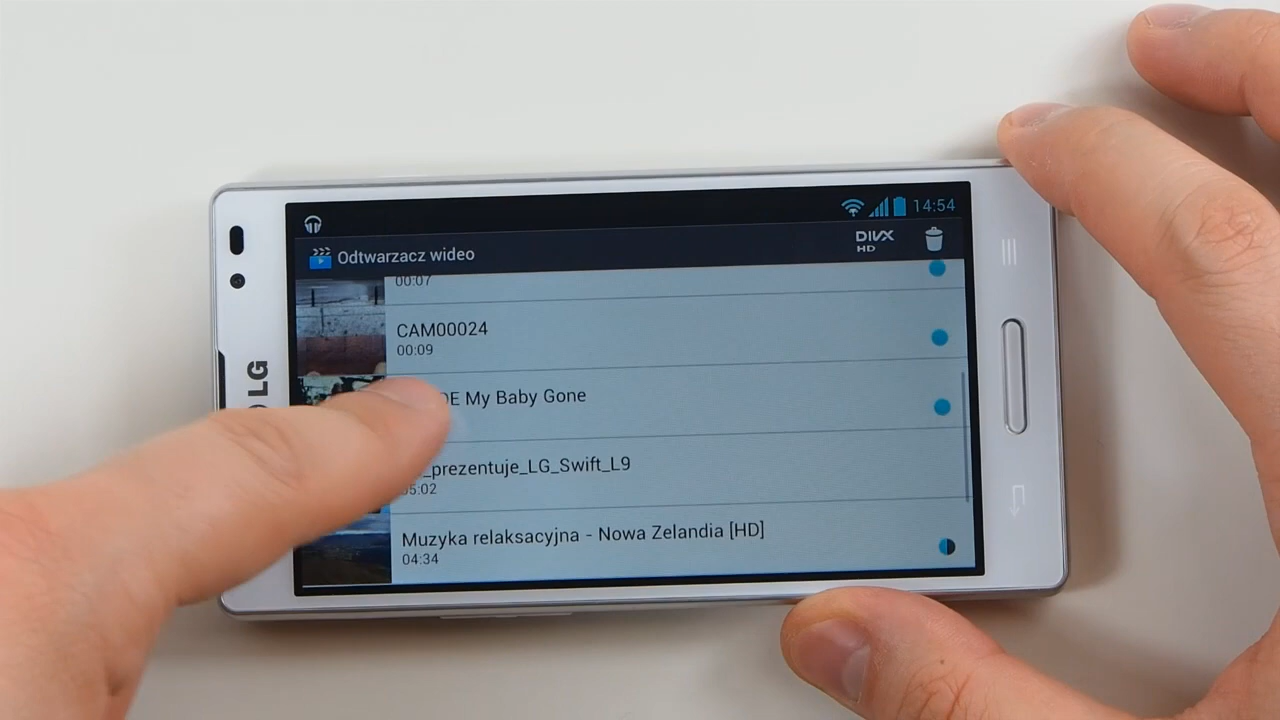 14:54
Odtwarzacz wideo
DIVX
HD
00:07
CAM00024
00:09
My Baby Gone
_prezentuje_LG_Swift_L9
05:02
Muzyka relaksacyjna - Nowa Zelandia [HD]
04:34
LG